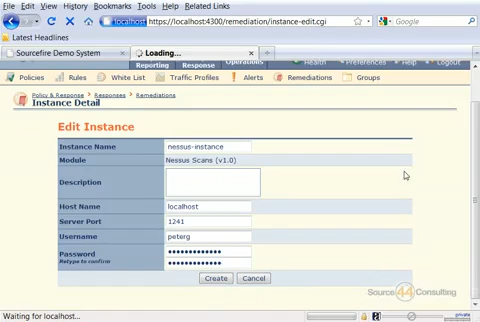 File Edit View History Bookmarks Tools Help
localhost https://localhost:4300/remediation/instance-edit.cgi
Google
Latest Headlines
Sourcefire Demo System
Loading...
Reporting Response Operations Health Preferences Help Logout
Policies Rules White List Traffic Profiles Alerts Remediations Groups
Policy & Response > Responses > Remediations
Instance Detail
Edit Instance
Instance Name nessus-instance
Module Nessus Scans (v1.0)
Description
Host Name localhost
Server Port 1241
Username peterg
Password •••••••••••••
Retype to confirm •••••••••••••
Create Cancel
Source 44 Consulting
Waiting for localhost...
private